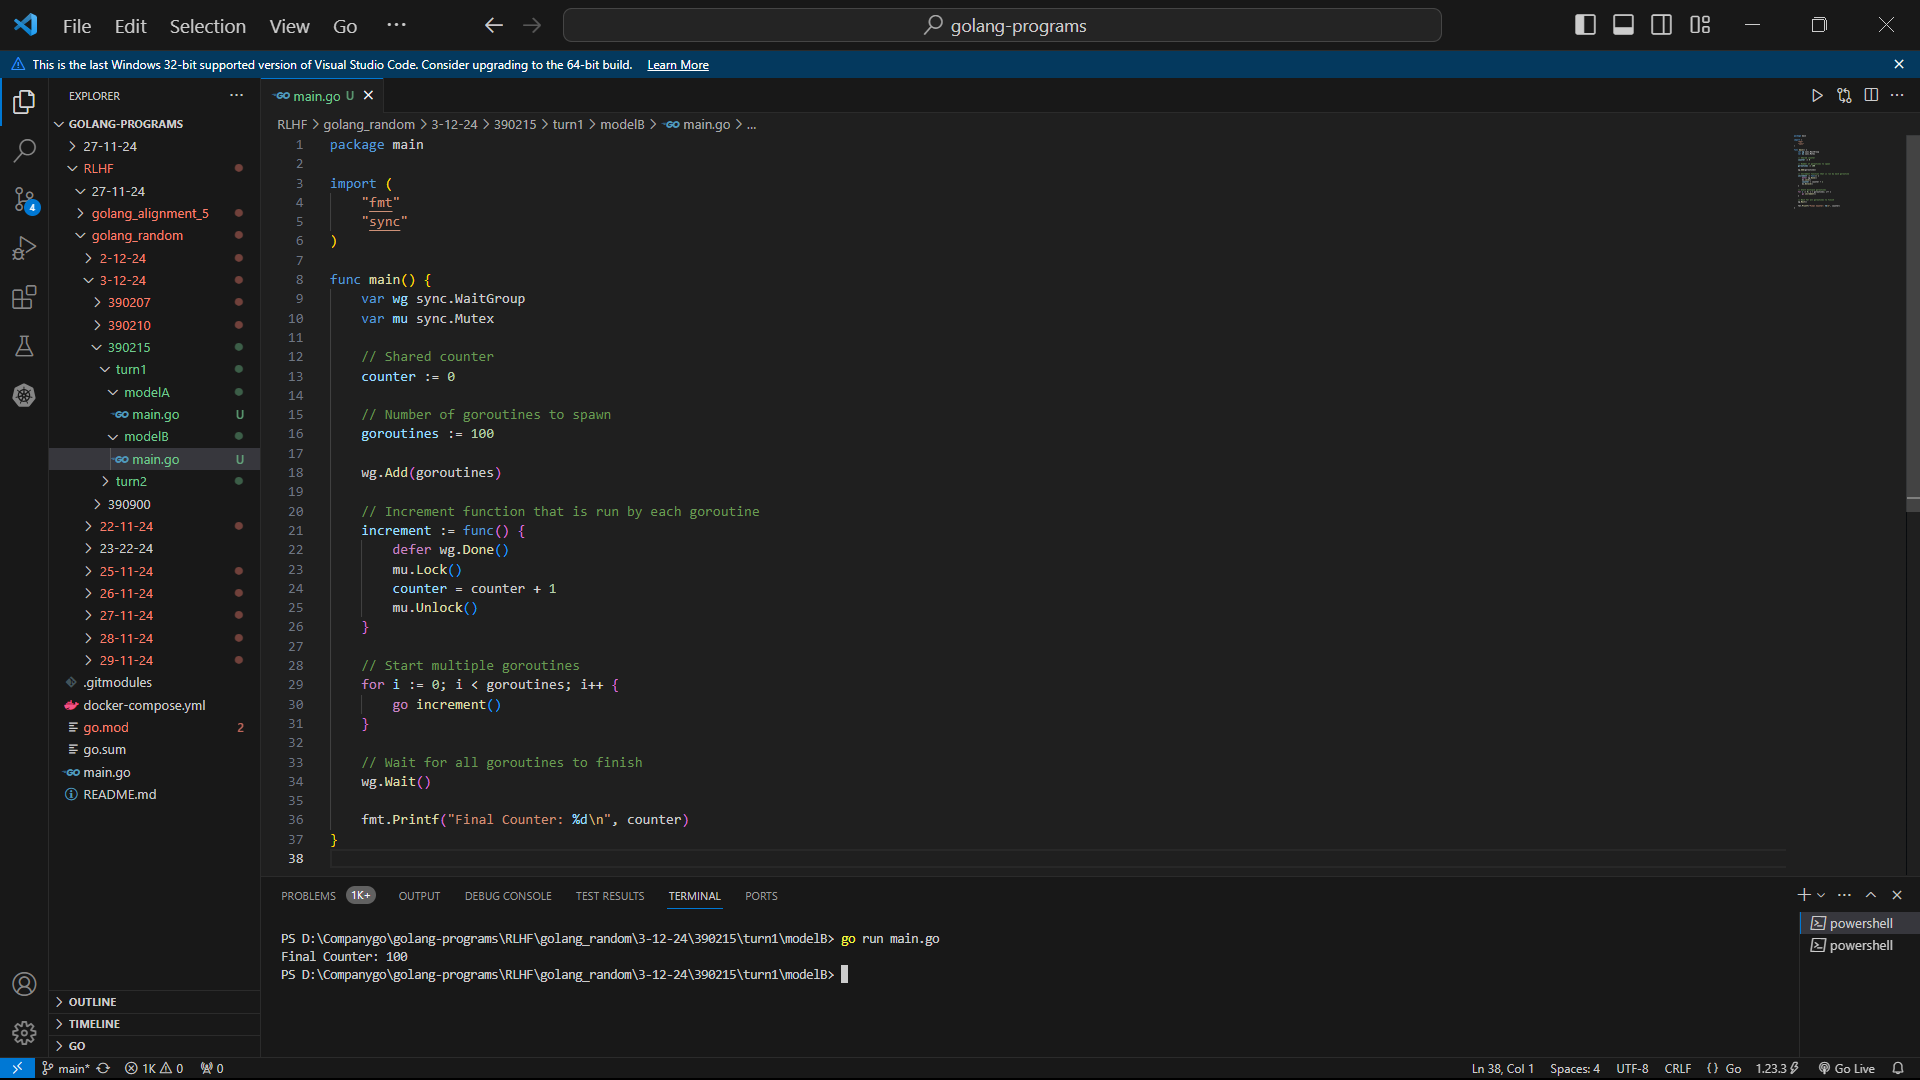 File Edit Selection View Go ··· golang-programs
This is the last Windows 32-bit supported version of Visual Studio Code. Consider upgrading to the 64-bit build. Learn More
EXPLORER ···
GOLANG-PROGRAMS
27-11-24
RLHF
27-11-24
golang_alignment_5
golang_random
2-12-24
3-12-24
390207
390210
390215
turn1
modelA
main.go U
modelB
main.go U
turn2
390900
22-11-24
23-22-24
25-11-24
26-11-24
27-11-24
28-11-24
29-11-24
.gitmodules
docker-compose.yml
go.mod 2
go.sum
main.go
README.md
OUTLINE
TIMELINE
GO
4
GO main.go U
RLHF > golang_random > 3-12-24 > 390215 > turn1 > modelB > GO main.go > ...
1 package main
2
3 import (
4     "fmt"
5     "sync"
6 )
7
8 func main() {
9     var wg sync.WaitGroup
10     var mu sync.Mutex
11
12     // Shared counter
13     counter := 0
14
15     // Number of goroutines to spawn
16     goroutines := 100
17
18     wg.Add(goroutines)
19
20     // Increment function that is run by each goroutine
21     increment := func() {
22         defer wg.Done()
23         mu.Lock()
24         counter = counter + 1
25         mu.Unlock()
26     }
27
28     // Start multiple goroutines
29     for i := 0; i < goroutines; i++ {
30         go increment()
31     }
32
33     // Wait for all goroutines to finish
34     wg.Wait()
35
36     fmt.Printf("Final Counter: %d\n", counter)
37 }
38
PROBLEMS 1K+ OUTPUT DEBUG CONSOLE TEST RESULTS TERMINAL PORTS
PS D:\Companygo\golang-programs\RLHF\golang_random\3-12-24\390215\turn1\modelB> go run main.go
Final Counter: 100
PS D:\Companygo\golang-programs\RLHF\golang_random\3-12-24\390215\turn1\modelB>
powershell
powershell
main* 1K 0 0 Ln 38, Col 1 Spaces: 4 UTF-8 CRLF {} Go 1.23.3 Go Live